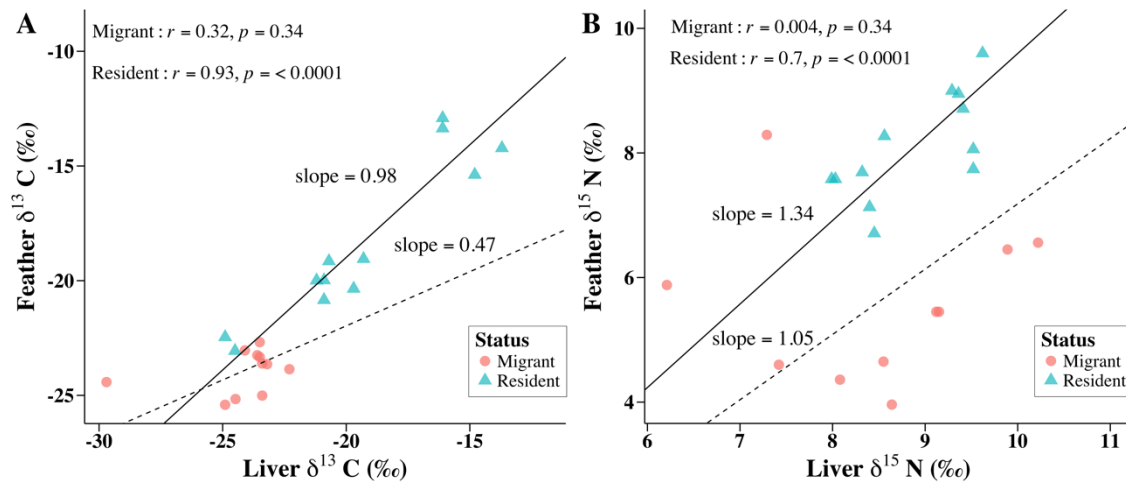 A
Migrant : r = 0.32, p = 0.34
Resident : r = 0.93, p = < 0.0001
-10
-15
-20
-25
Feather δ¹³ C (‰)
slope = 0.98
slope = 0.47
Status
Migrant
Resident
-30
-25
-20
-15
Liver δ¹³ C (‰)
B
Migrant : r = 0.004, p = 0.34
Resident : r = 0.7, p = < 0.0001
10
8
6
4
Feather δ¹⁵ N (‰)
slope = 1.34
slope = 1.05
Status
Migrant
Resident
6
7
8
9
10
11
Liver δ¹⁵ N (‰)